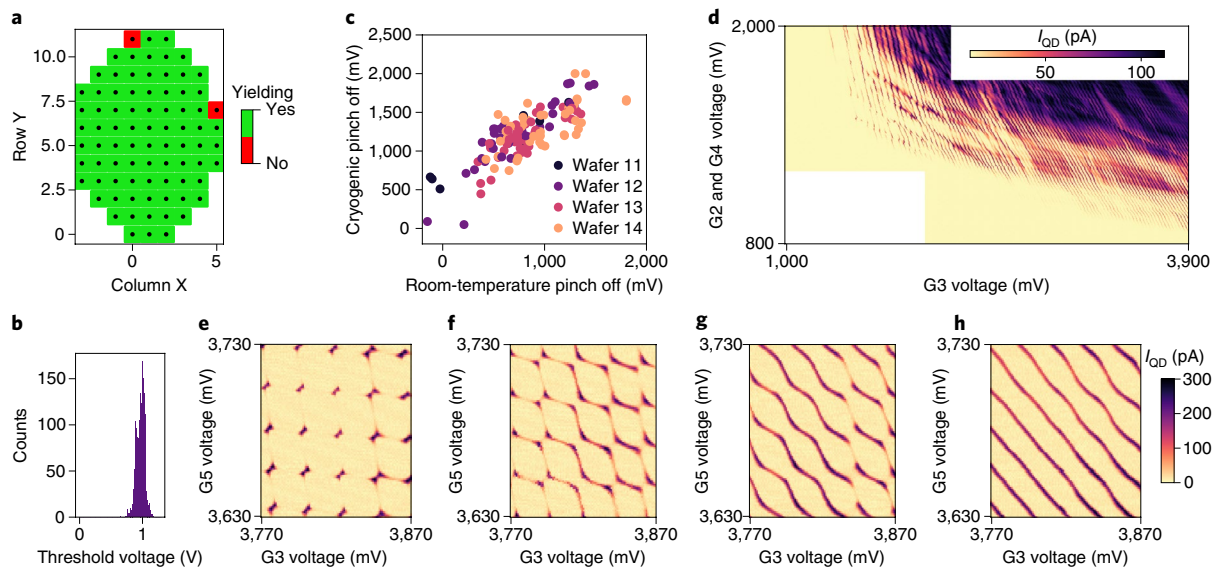 a
10.0
7.5
5.0
2.5
0
Row Y
0
5
Column X
Yielding
Yes
No
c
2,500
2,000
1,500
1,000
500
0
Cryogenic pinch off (mV)
Wafer 11
Wafer 12
Wafer 13
Wafer 14
0
1,000
2,000
Room-temperature pinch off (mV)
d
2,000
800
G2 and G4 voltage (mV)
I_QD (pA)
50
100
1,000
3,900
G3 voltage (mV)
b
150
100
50
0
Counts
0
1
Threshold voltage (V)
e
3,730
3,630
G5 voltage (mV)
3,770
3,870
G3 voltage (mV)
f
3,730
3,630
G5 voltage (mV)
3,770
3,870
G3 voltage (mV)
g
3,730
3,630
G5 voltage (mV)
3,770
3,870
G3 voltage (mV)
h
3,730
3,630
G5 voltage (mV)
3,770
3,870
G3 voltage (mV)
I_QD (pA)
300
200
100
0